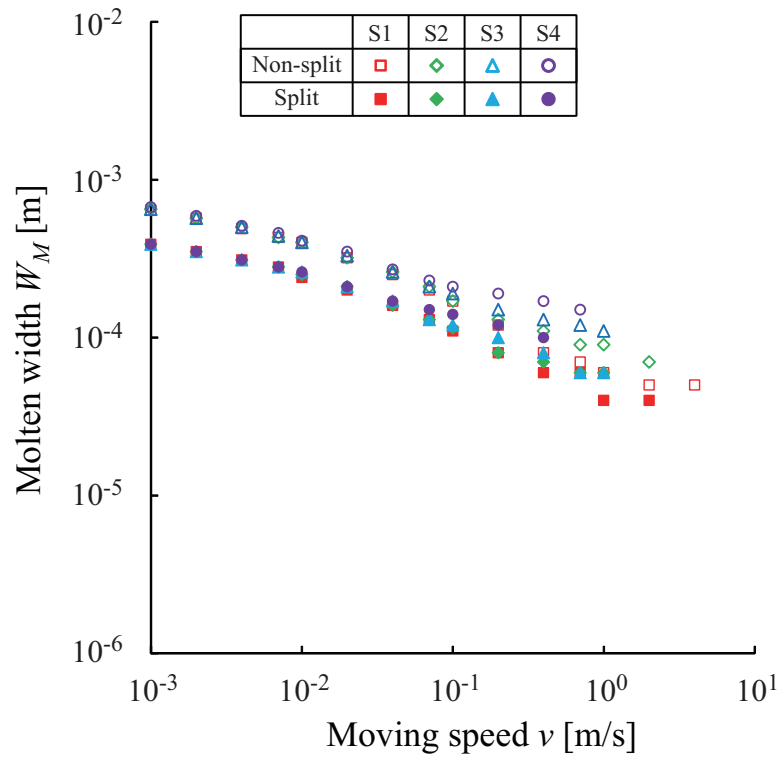 S1 S2 S3 S4
Non-split
Split
Molten width W_M [m]
10^-2
10^-3
10^-4
10^-5
10^-6
10^-3 10^-2 10^-1 10^0 10^1
Moving speed v [m/s]